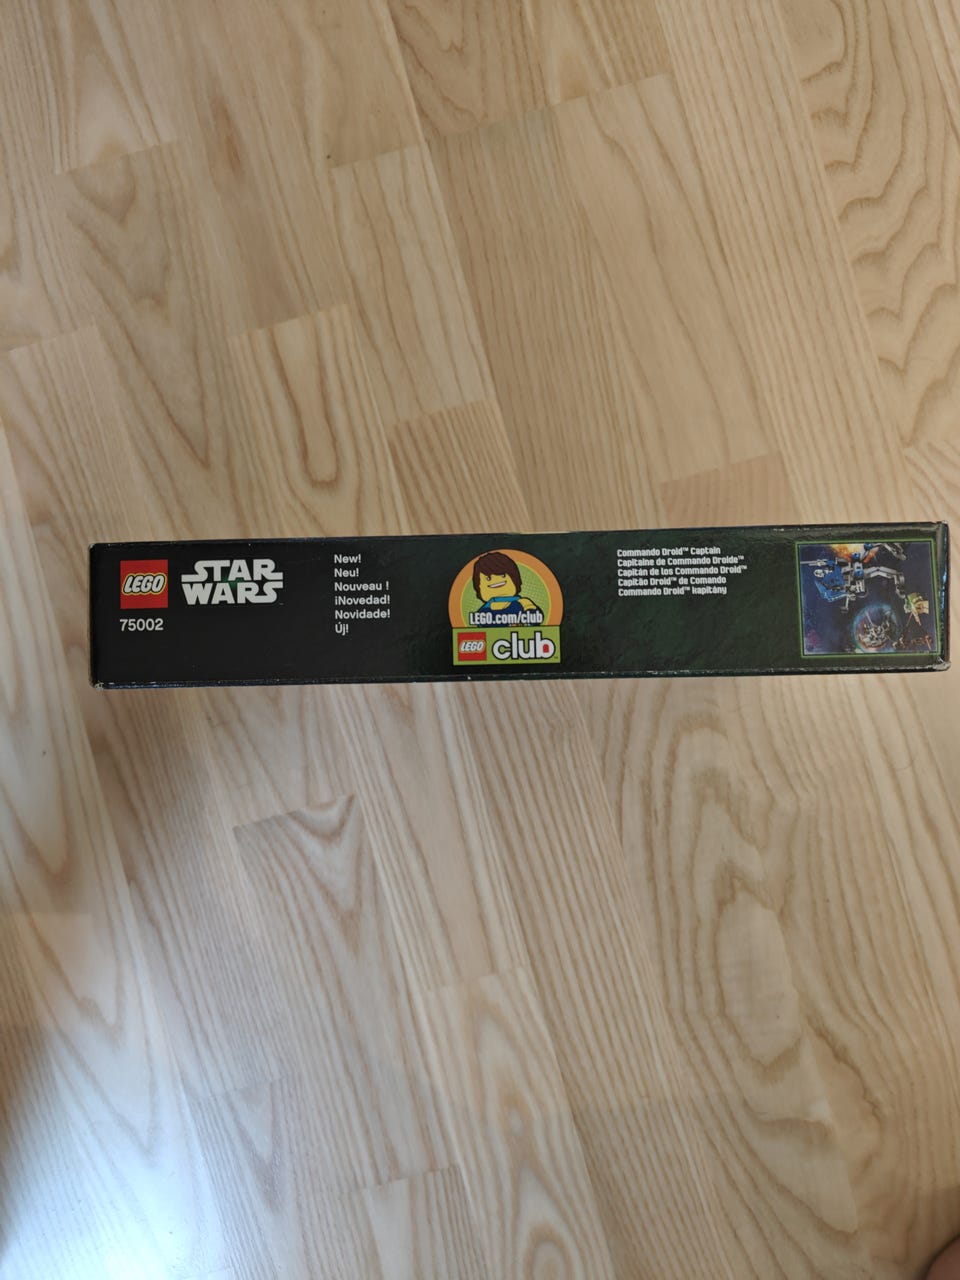 LEGO
STAR
WARS
75002
New!
Neu!
Nouveau !
¡Novedad!
Novidade!
Új!
LEGO.com/club
LEGO club
Commando Droid™ Captain
Capitaine de Commando Droïde™
Capitán de los Commando Droid™
Capitão Droid™ de Comando
Commando Droid™ kapitány